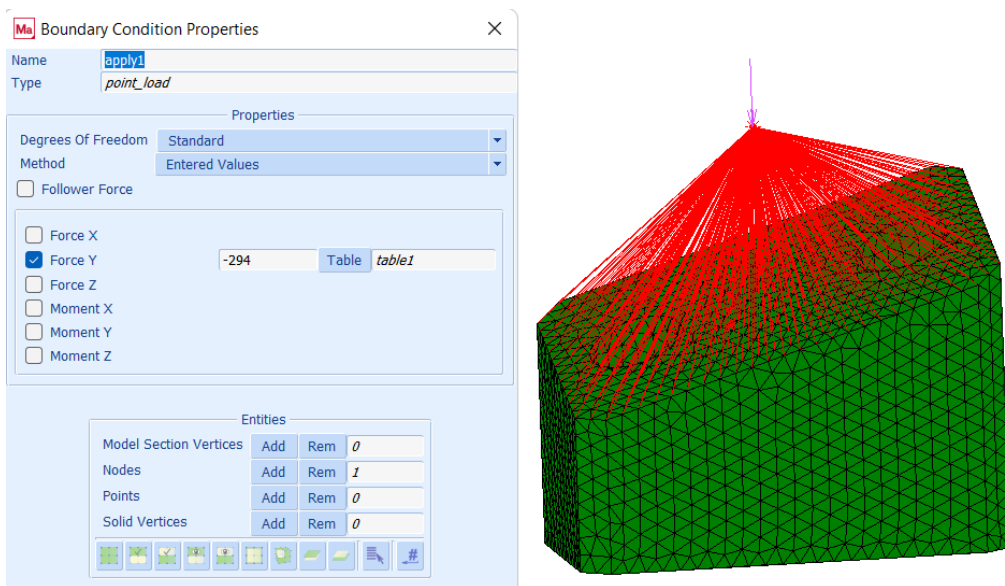 Ma Boundary Condition Properties
Name apply1
Type point_load
Properties
Degrees Of Freedom Standard
Method Entered Values
Follower Force
Force X
Force Y -294 Table table1
Force Z
Moment X
Moment Y
Moment Z
Entities
Model Section Vertices Add Rem 0
Nodes Add Rem 1
Points Add Rem 0
Solid Vertices Add Rem 0
#